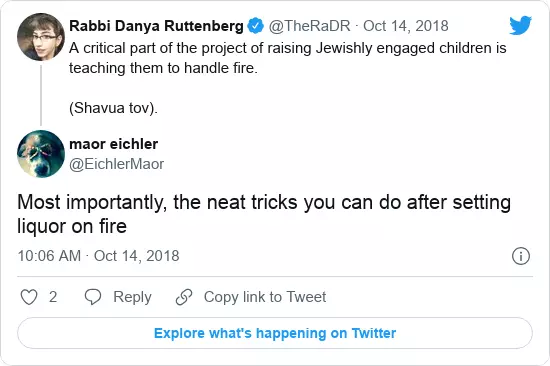 Rabbi Danya Ruttenberg @TheRaDR · Oct 14, 2018
A critical part of the project of raising Jewishly engaged children is
teaching them to handle fire.
(Shavua tov).
maor eichler
@EichlerMaor
Most importantly, the neat tricks you can do after setting
liquor on fire
10:06 AM · Oct 14, 2018
2 Reply Copy link to Tweet
Explore what's happening on Twitter